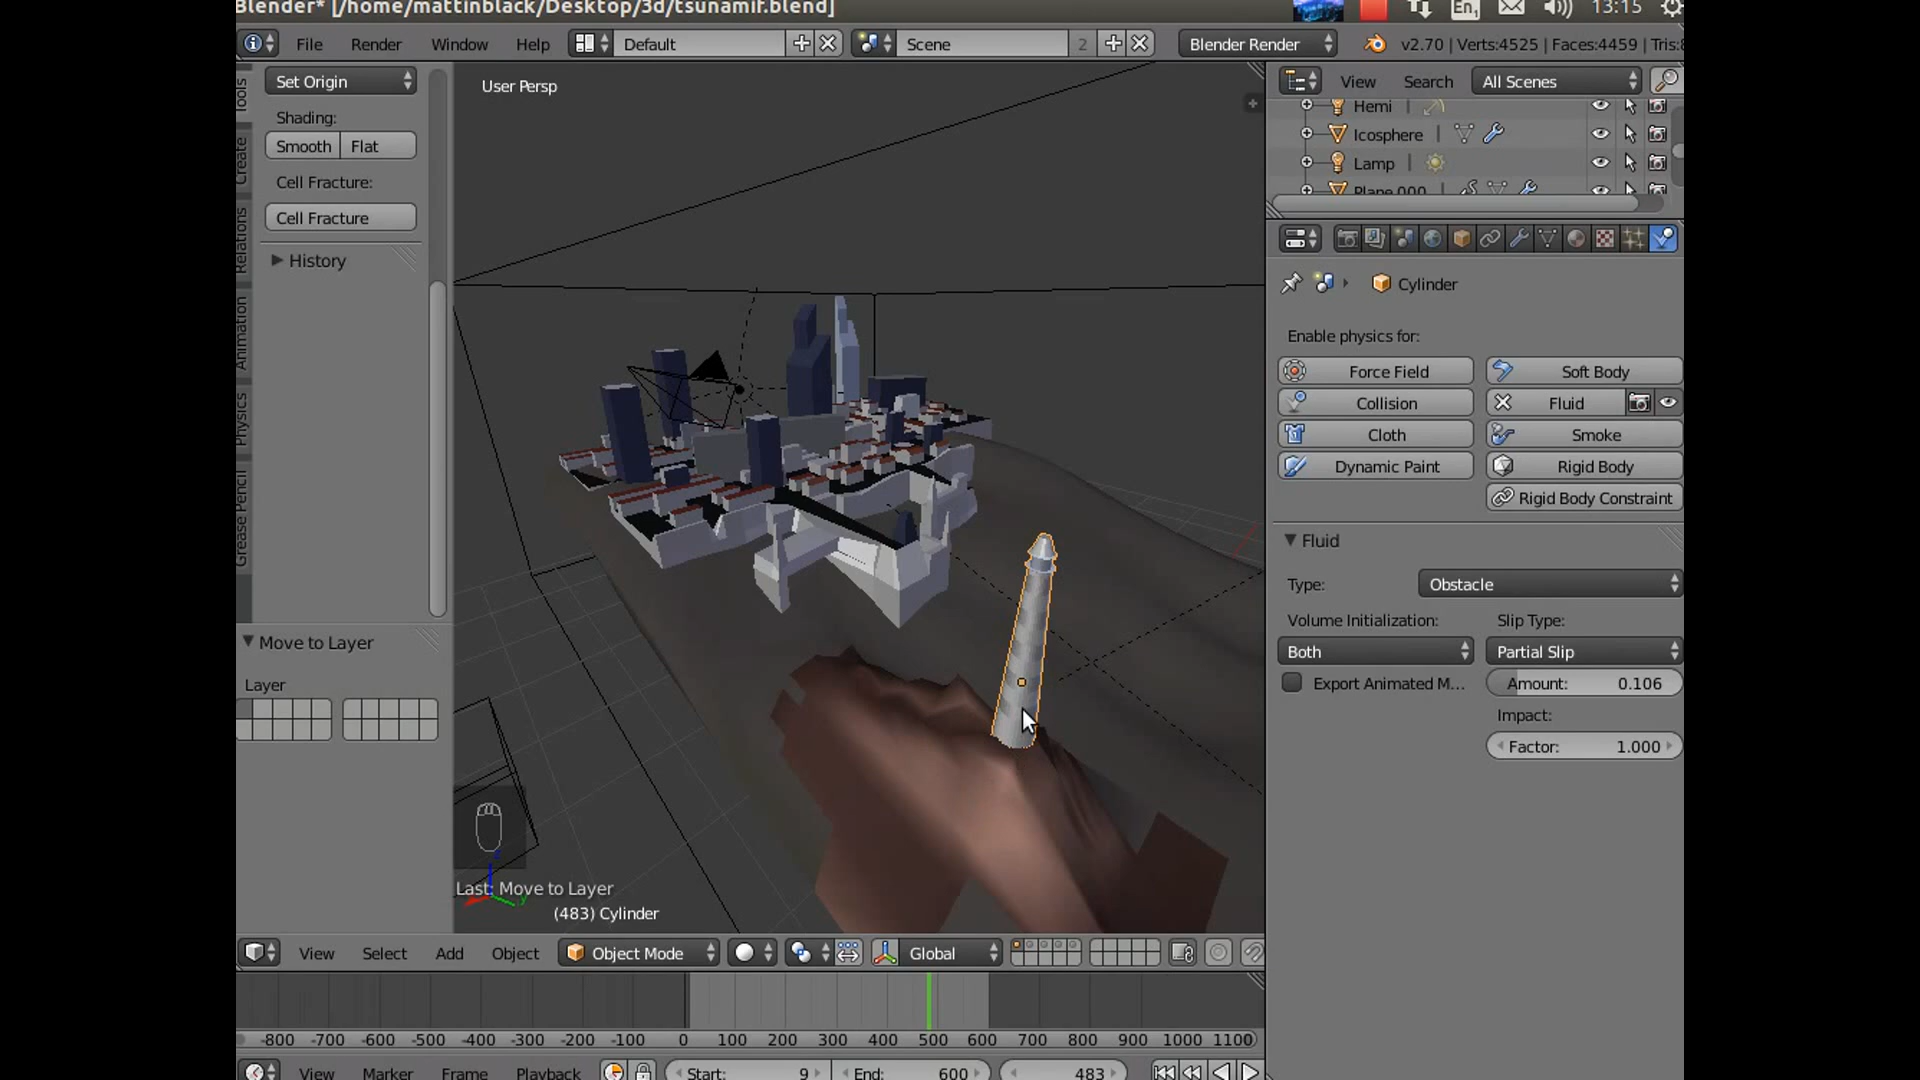 Blender* [/home/mattinblack/Desktop/3d/tsunamif.blend]
En1
13:15
File Render Window Help Default Scene 2 Blender Render v2.70 | Verts:4525 | Faces:4459 | Tris:8
Tools
Create
Relations
Animation
Physics
Grease Pencil
Set Origin
Shading:
Smooth Flat
Cell Fracture:
Cell Fracture
History
Move to Layer
Layer
User Persp
Last: Move to Layer
(483) Cylinder
View Search All Scenes
Hemi
Icosphere
Lamp
Plane.000
Cylinder
Enable physics for:
Force Field Soft Body
Collision Fluid
Cloth Smoke
Dynamic Paint Rigid Body
Rigid Body Constraint
Fluid
Type: Obstacle
Volume Initialization: Slip Type:
Both Partial Slip
Export Animated M... Amount: 0.106
Impact:
Factor: 1.000
View Select Add Object Object Mode Global
-800 -700 -600 -500 -400 -300 -200 -100 0 100 200 300 400 500 600 700 800 900 1000 1100
View Marker Frame Playback Start: 9 End: 600 483